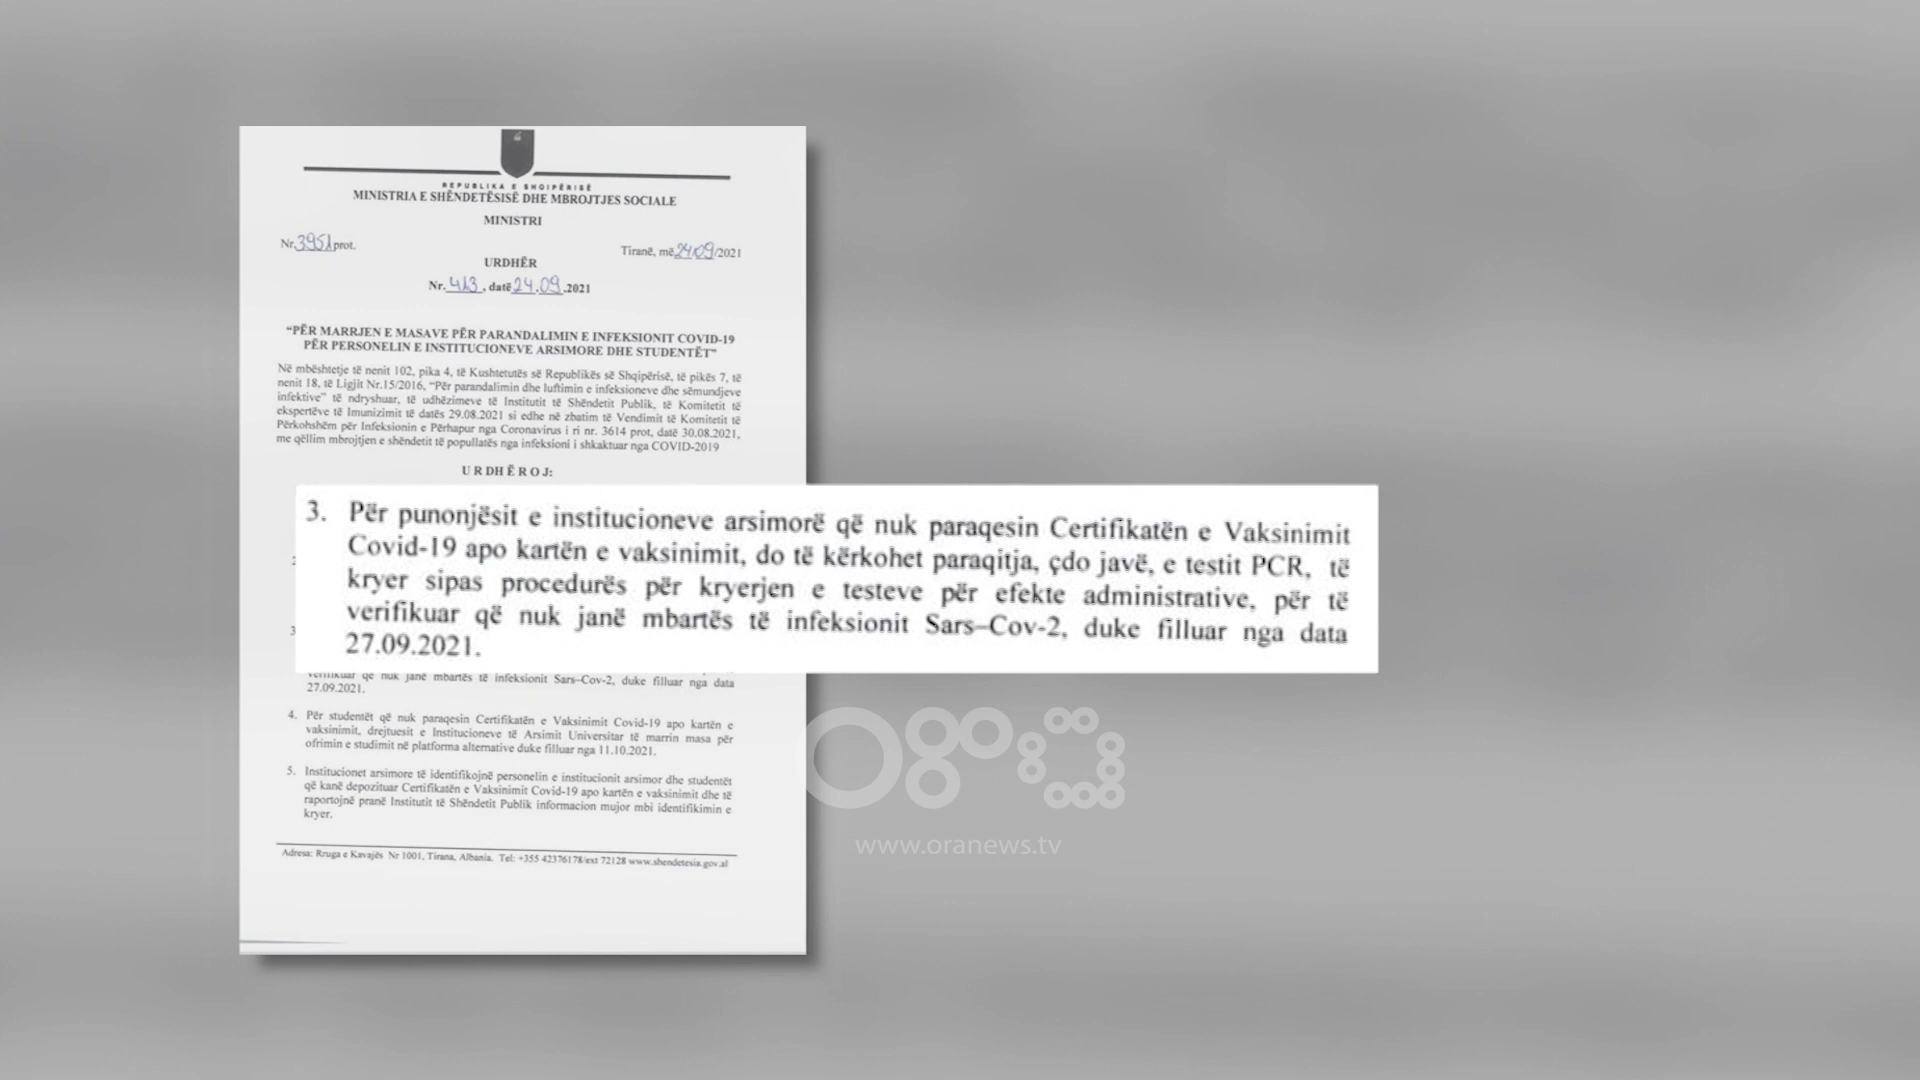 REPUBLIKA E SHQIPËRISË
MINISTRIA E SHËNDETËSISË DHE MBROJTJES SOCIALE
MINISTRI
Nr. 3951 prot.
Tiranë, më 24/09/2021
URDHËR
Nr. 413, datë 24.09.2021
“PËR MARRJEN E MASAVE PËR PARANDALIMIN E INFEKSIONIT COVID-19
PËR PERSONELIN E INSTITUCIONEVE ARSIMORE DHE STUDENTËT”
Në mbështetje të nenit 102, pika 4, të Kushtetutës së Republikës së Shqipërisë, të pikës 7, të
nenit 18, të Ligjit Nr.15/2016, “Për parandalimin dhe luftimin e infeksioneve dhe sëmundjeve
infektive” të ndryshuar, të udhëzimeve të Institutit të Shëndetit Publik, të Komitetit të
ekspertëve të Imunizimit të datës 29.08.2021 si edhe në zbatim të Vendimit të Komitetit të
Përkohshëm për Infeksionin e Përhapur nga Coronavirus i ri nr. 3614 prot, datë 30.08.2021,
me qëllim mbrojtjen e shëndetit të popullatës nga infeksioni i shkaktuar nga COVID-2019
U R DH Ë R O J:
3. Për punonjësit e institucioneve arsimorë që nuk paraqesin Certifikatën e Vaksinimit
Covid-19 apo kartën e vaksinimit, do të kërkohet paraqitja, çdo javë, e testit PCR, të
kryer sipas procedurës për kryerjen e testeve për efekte administrative, për të
verifikuar që nuk janë mbartës të infeksionit Sars–Cov-2, duke filluar nga data
27.09.2021.
verifikuar që nuk janë mbartës të infeksionit Sars–Cov-2, duke filluar nga data
27.09.2021.
4. Për studentët që nuk paraqesin Certifikatën e Vaksinimit Covid-19 apo kartën e
vaksinimit, drejtuesit e Institucioneve të Arsimit Universitar të marrin masa për
ofrimin e studimit në platforma alternative duke filluar nga 11.10.2021.
5. Institucionet arsimore të identifikojnë personelin e institucionit arsimor dhe studentët
që kanë depozituar Certifikatën e Vaksinimit Covid-19 apo kartën e vaksinimit dhe të
raportojnë pranë Institutit të Shëndetit Publik informacion mujor mbi identifikimin e
kryer.
Adresa: Rruga e Kavajës Nr 1001, Tirana, Albania. Tel: +355 42376178/ext 72128 www.shendetesia.gov.al
www.oranews.tv